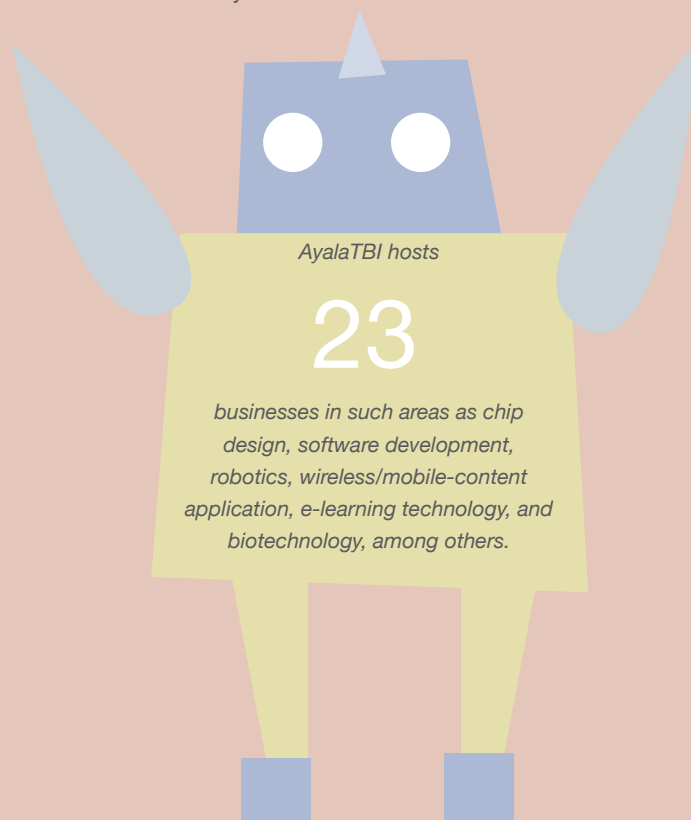 AyalaTBI hosts
23
businesses in such areas as chip
design, software development,
robotics, wireless/mobile-content
application, e-learning technology, and
biotechnology, among others.